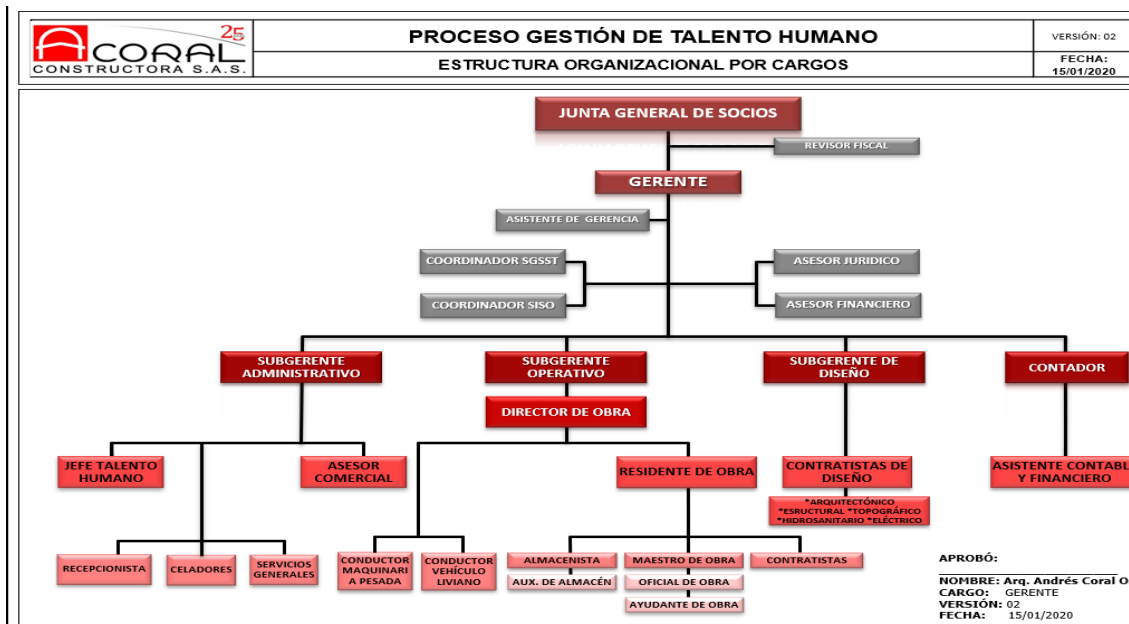 25
ACORAL
CONSTRUCTORA S.A.S.
PROCESO GESTIÓN DE TALENTO HUMANO
ESTRUCTURA ORGANIZACIONAL POR CARGOS
VERSIÓN: 02
FECHA:
15/01/2020
JUNTA GENERAL DE SOCIOS
REVISOR FISCAL
GERENTE
ASISTENTE DE GERENCIA
COORDINADOR SGSST
ASESOR JURIDICO
COORDINADOR SISO
ASESOR FINANCIERO
SUBGERENTE
ADMINISTRATIVO
SUBGERENTE
OPERATIVO
SUBGERENTE DE
DISEÑO
CONTADOR
DIRECTOR DE OBRA
JEFE TALENTO
HUMANO
ASESOR
COMERCIAL
RESIDENTE DE OBRA
CONTRATISTAS DE
DISEÑO
*ARQUITECTÓNICO
*ESRUCTURAL *TOPOGRÁFICO
*HIDROSANITARIO *ELÉCTRICO
ASISTENTE CONTABL
Y FINANCIERO
RECEPCIONISTA
CELADORES
SERVICIOS
GENERALES
CONDUCTOR
MAQUINARI
A PESADA
CONDUCTOR
VEHÍCULO
LIVIANO
ALMACENISTA
AUX. DE ALMACÉN
MAESTRO DE OBRA
OFICIAL DE OBRA
AYUDANTE DE OBRA
CONTRATISTAS
APROBÓ:
NOMBRE: Arq. Andrés Coral O
CARGO: GERENTE
VERSIÓN: 02
FECHA: 15/01/2020